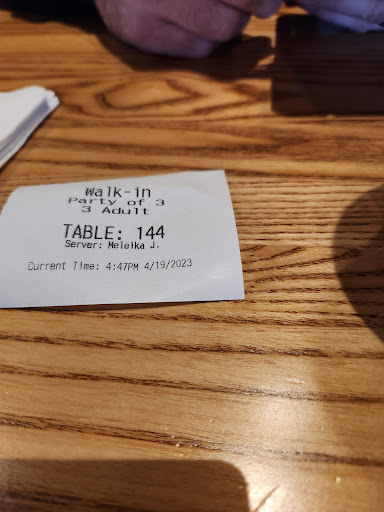 Walk-in
Party of 3
3 Adult
TABLE: 144
Server: Meleika J.
Current Time: 4:47PM 4/19/2023